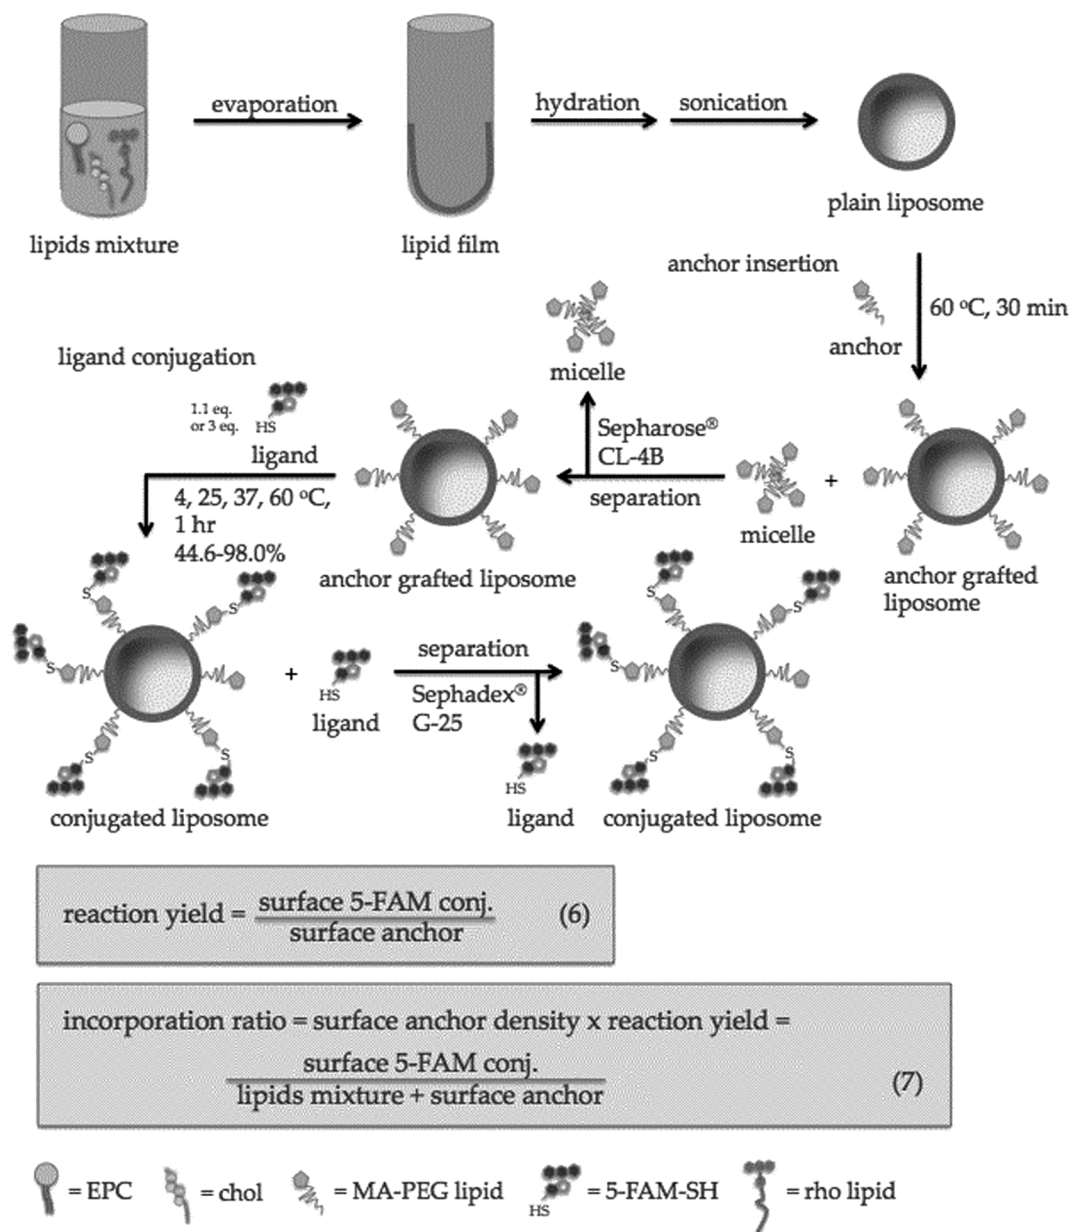 evaporation
hydration
sonication
lipids mixture
lipid film
plain liposome
anchor insertion
60 ºC, 30 min
anchor
micelle
ligand conjugation
1.1 eq.
or 3 eq.
HS
ligand
Sepharose®
CL-4B
separation
micelle
+
4, 25, 37, 60 ºC,
1 hr
44.6-98.0%
anchor grafted liposome
anchor grafted
liposome
S
S
S
S
S
+
HS
ligand
separation
Sephadex®
G-25
HS
ligand
S
S
S
S
S
conjugated liposome
conjugated liposome
reaction yield = surface 5-FAM conj. (6)
surface anchor
incorporation ratio = surface anchor density x reaction yield =
surface 5-FAM conj.
lipids mixture + surface anchor (7)
= EPC
= chol
= MA-PEG lipid
HS
= 5-FAM-SH
= rho lipid